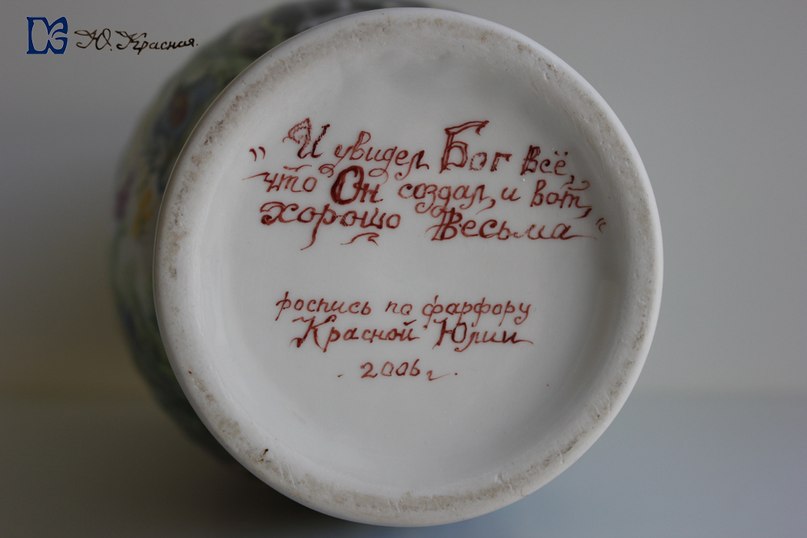 Ю. Красная.
"И увидел Бог всё,
что Он создал, и вот,
хорошо весьма"
роспись по фарфору
Красной Юлии
. 2006 г.